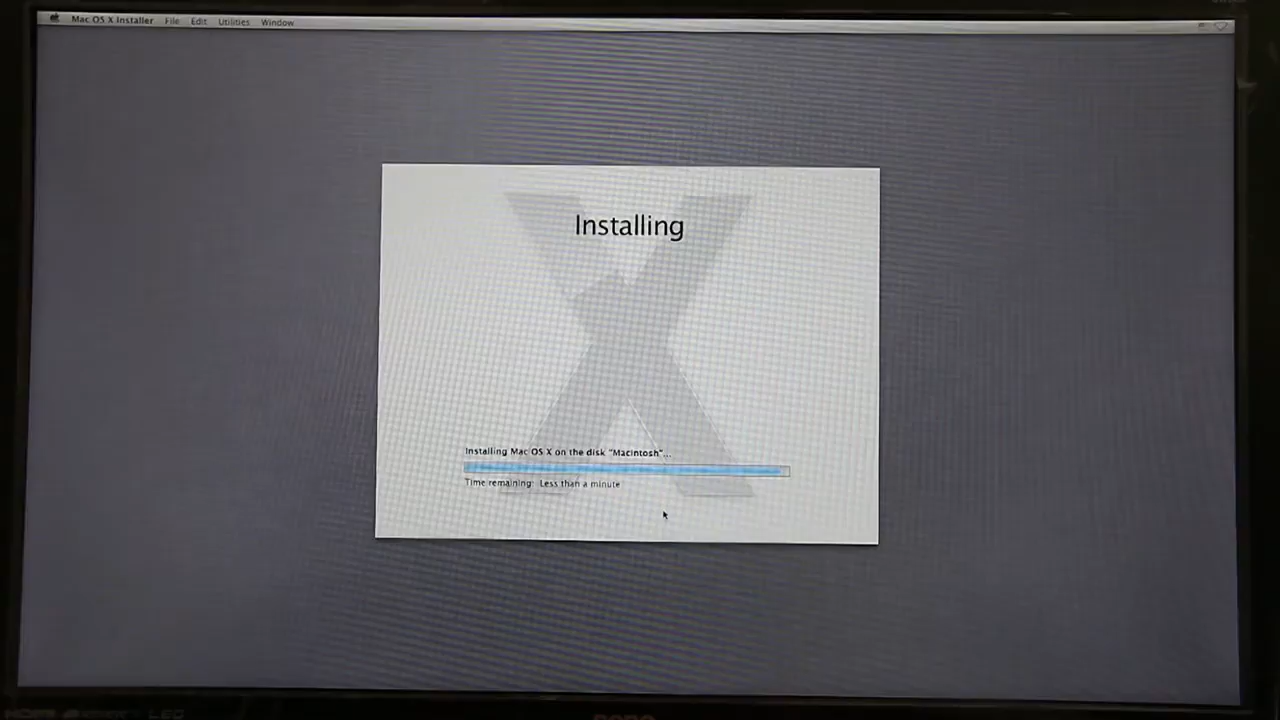 Mac OS X Installer File Edit Utilities Window
Installing
Installing Mac OS X on the disk "Macintosh"...
Time remaining: Less than a minute